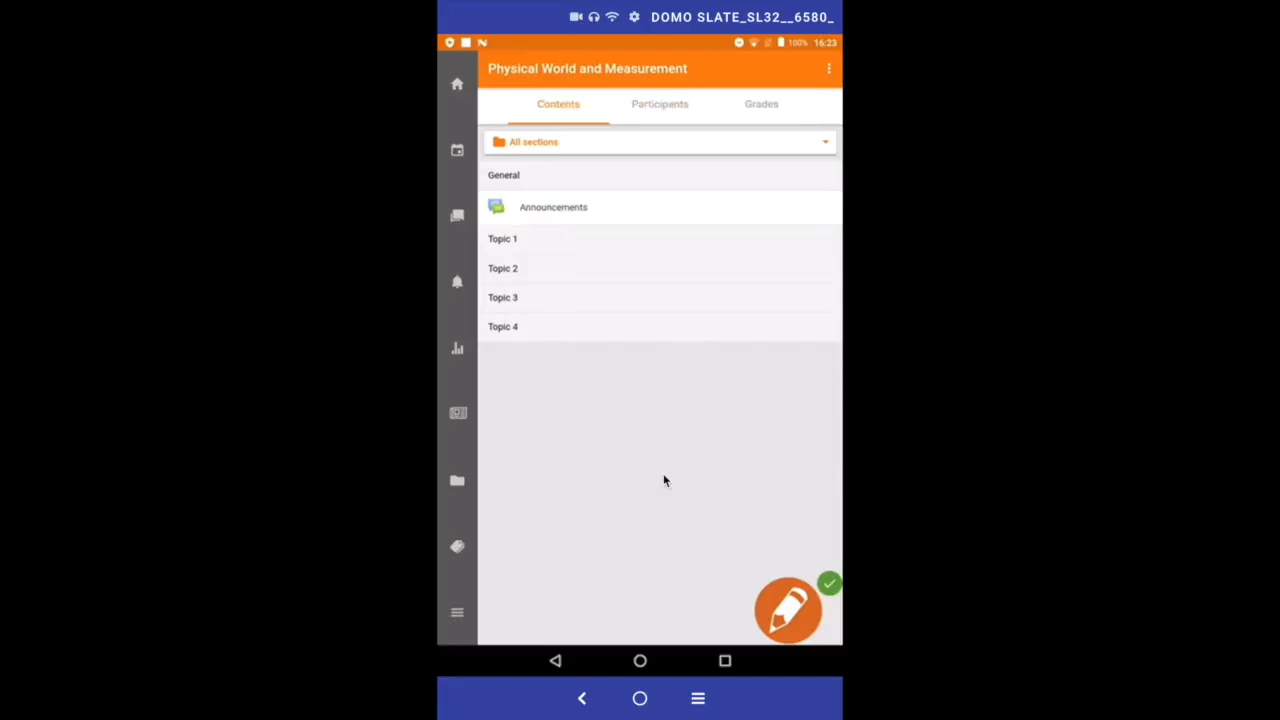 DOMO SLATE_SL32__6580_
100% 16:23
Physical World and Measurement
Contents Participants Grades
All sections
General
Announcements
Topic 1
Topic 2
Topic 3
Topic 4